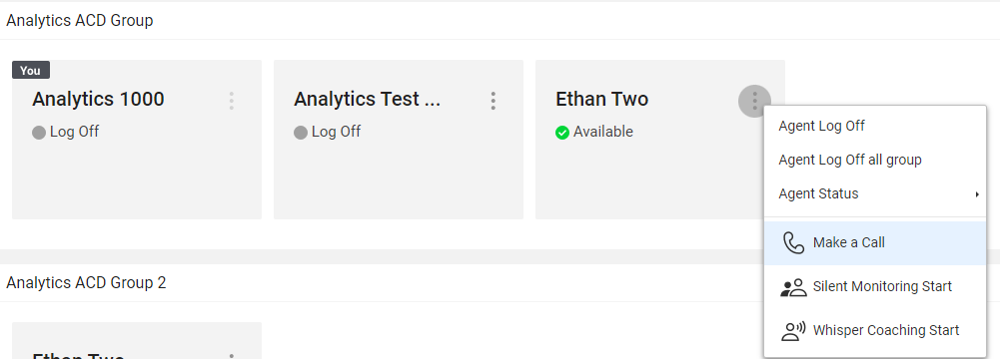 Analytics ACD Group
You
Analytics 1000
Log Off
Analytics Test ...
Log Off
Ethan Two
Available
Agent Log Off
Agent Log Off all group
Agent Status
Make a Call
Silent Monitoring Start
Whisper Coaching Start
Analytics ACD Group 2
Ethan Two